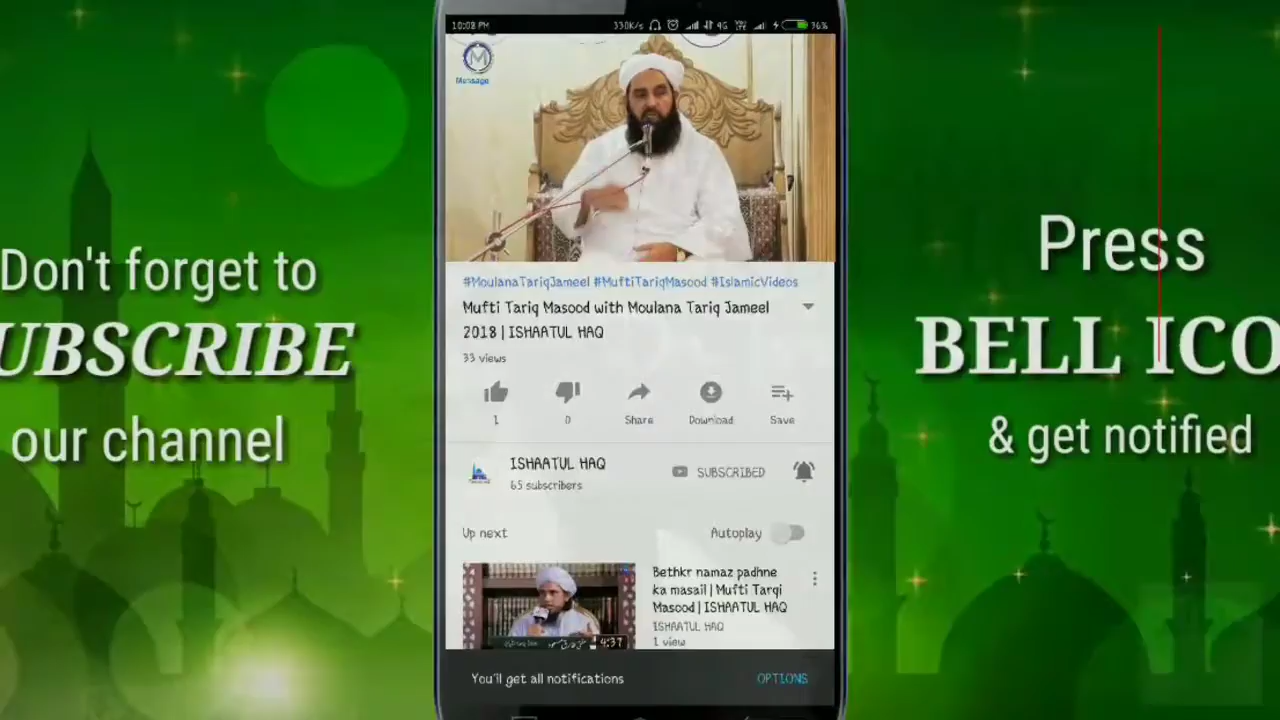 Don't forget to
UBSCRIBE
our channel
10:08 PM
330K/s
4G
36%
Message
#MoulanaTariqJameel #MuftiTariqMasood #IslamicVideos
Mufti Tariq Masood with Moulana Tariq Jameel
2018 | ISHAATUL HAQ
33 views
1
0
Share
Download
Save
ISHAATUL HAQ
65 subscribers
SUBSCRIBED
Up next
Autoplay
Bethkr namaz padhne
ka masail | Mufti Tarqi
Masood | ISHAATUL HAQ
ISHAATUL HAQ
1 view
4:37
You'll get all notifications
OPTIONS
Press
BELL ICO
& get notified